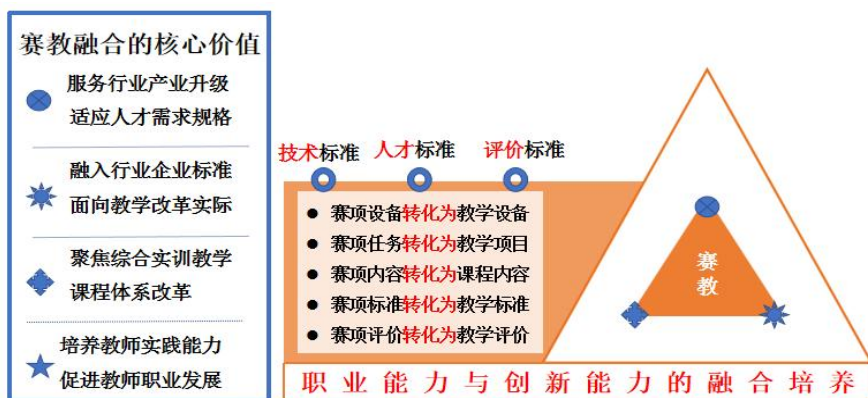 赛教融合的核心价值
服务行业产业升级
适应人才需求规格
融入行业企业标准
面向教学改革实际
聚焦综合实训教学
课程体系改革
培养教师实践能力
促进教师职业发展
技术标准 人才标准 评价标准
赛项设备转化为教学设备
赛项任务转化为教学项目
赛项内容转化为课程内容
赛项标准转化为教学标准
赛项评价转化为教学评价
赛
教
职业能力与创新能力的融合培养